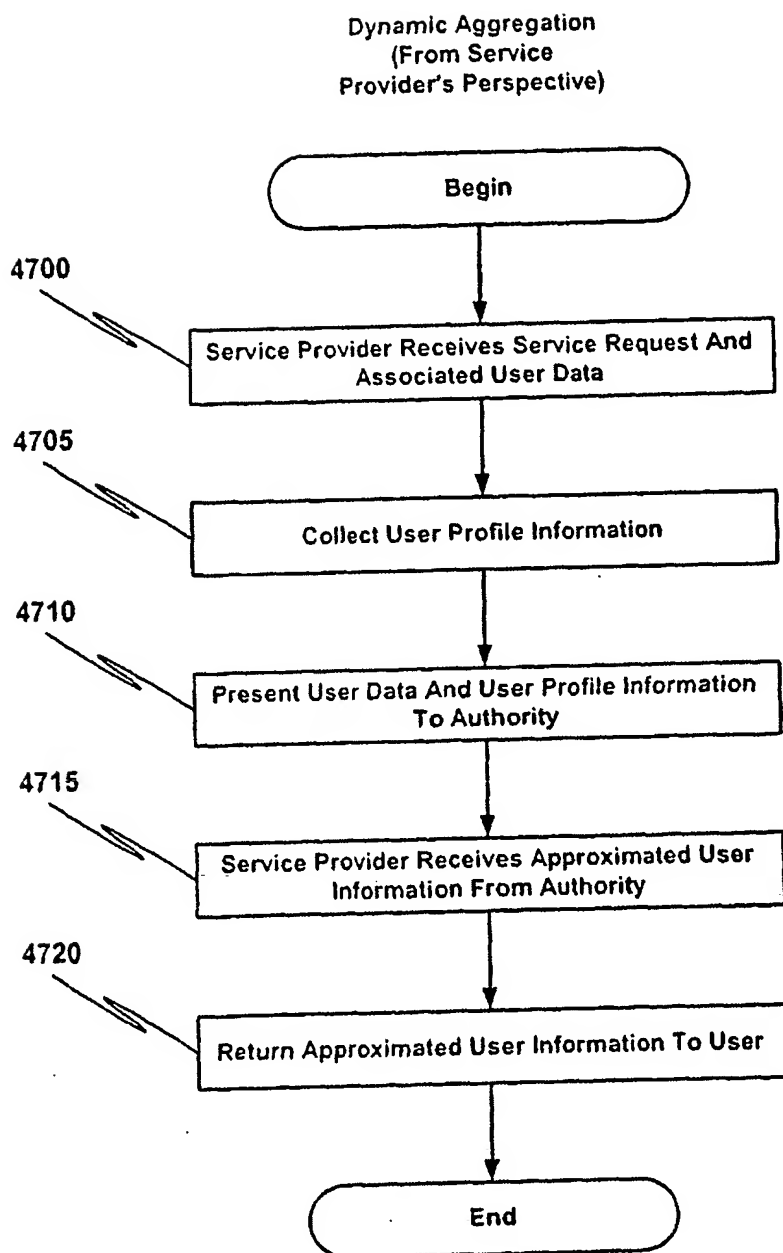 Dynamic Aggregation
(From Service
Provider's Perspective)
Begin
4700
Service Provider Receives Service Request And
Associated User Data
4705
Collect User Profile Information
4710
Present User Data And User Profile Information
To Authority
4715
Service Provider Receives Approximated User
Information From Authority
4720
Return Approximated User Information To User
End